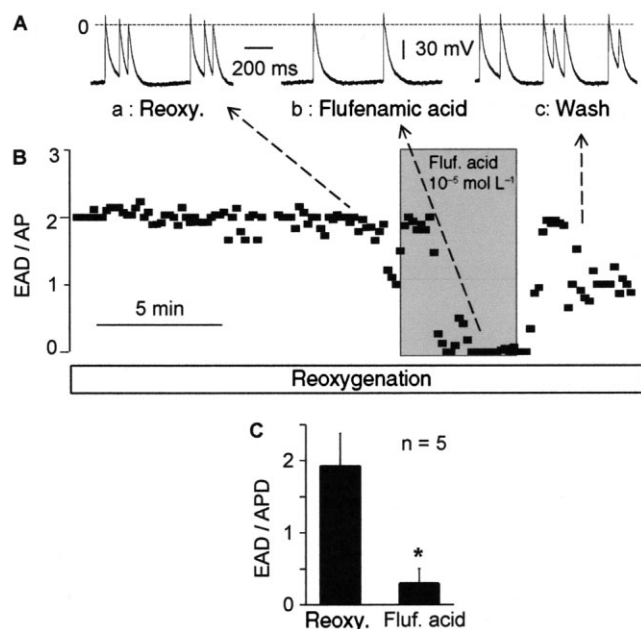 A
0
200 ms
30 mV
a : Reoxy.
b : Flufenamic acid
c: Wash
B
3
2
1
0
EAD / AP
5 min
Fluf. acid
10⁻⁵ mol L⁻¹
Reoxygenation
C
2
1
0
EAD / APD
n = 5
*
Reoxy.
Fluf. acid